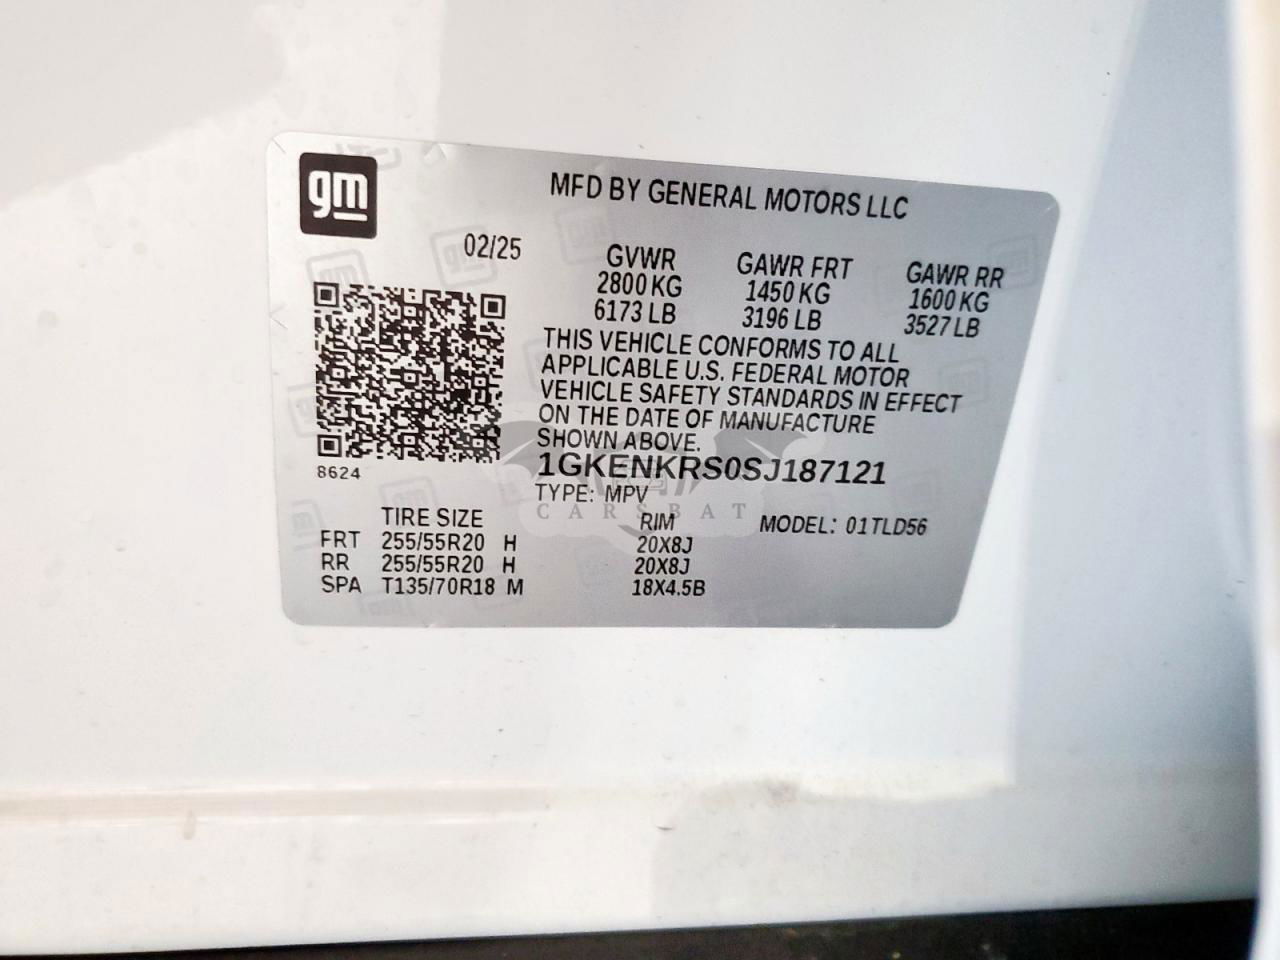 gm
MFD BY GENERAL MOTORS LLC
02/25
GVWR GAWR FRT GAWR RR
2800 KG 1450 KG 1600 KG
6173 LB 3196 LB 3527 LB
THIS VEHICLE CONFORMS TO ALL
APPLICABLE U.S. FEDERAL MOTOR
VEHICLE SAFETY STANDARDS IN EFFECT
ON THE DATE OF MANUFACTURE
SHOWN ABOVE.
8624
1GKENKRS0SJ187121
TYPE: MPV
CARSBAT
TIRE SIZE RIM MODEL: 01TLD56
FRT 255/55R20 H 20X8J
RR 255/55R20 H 20X8J
SPA T135/70R18 M 18X4.5B